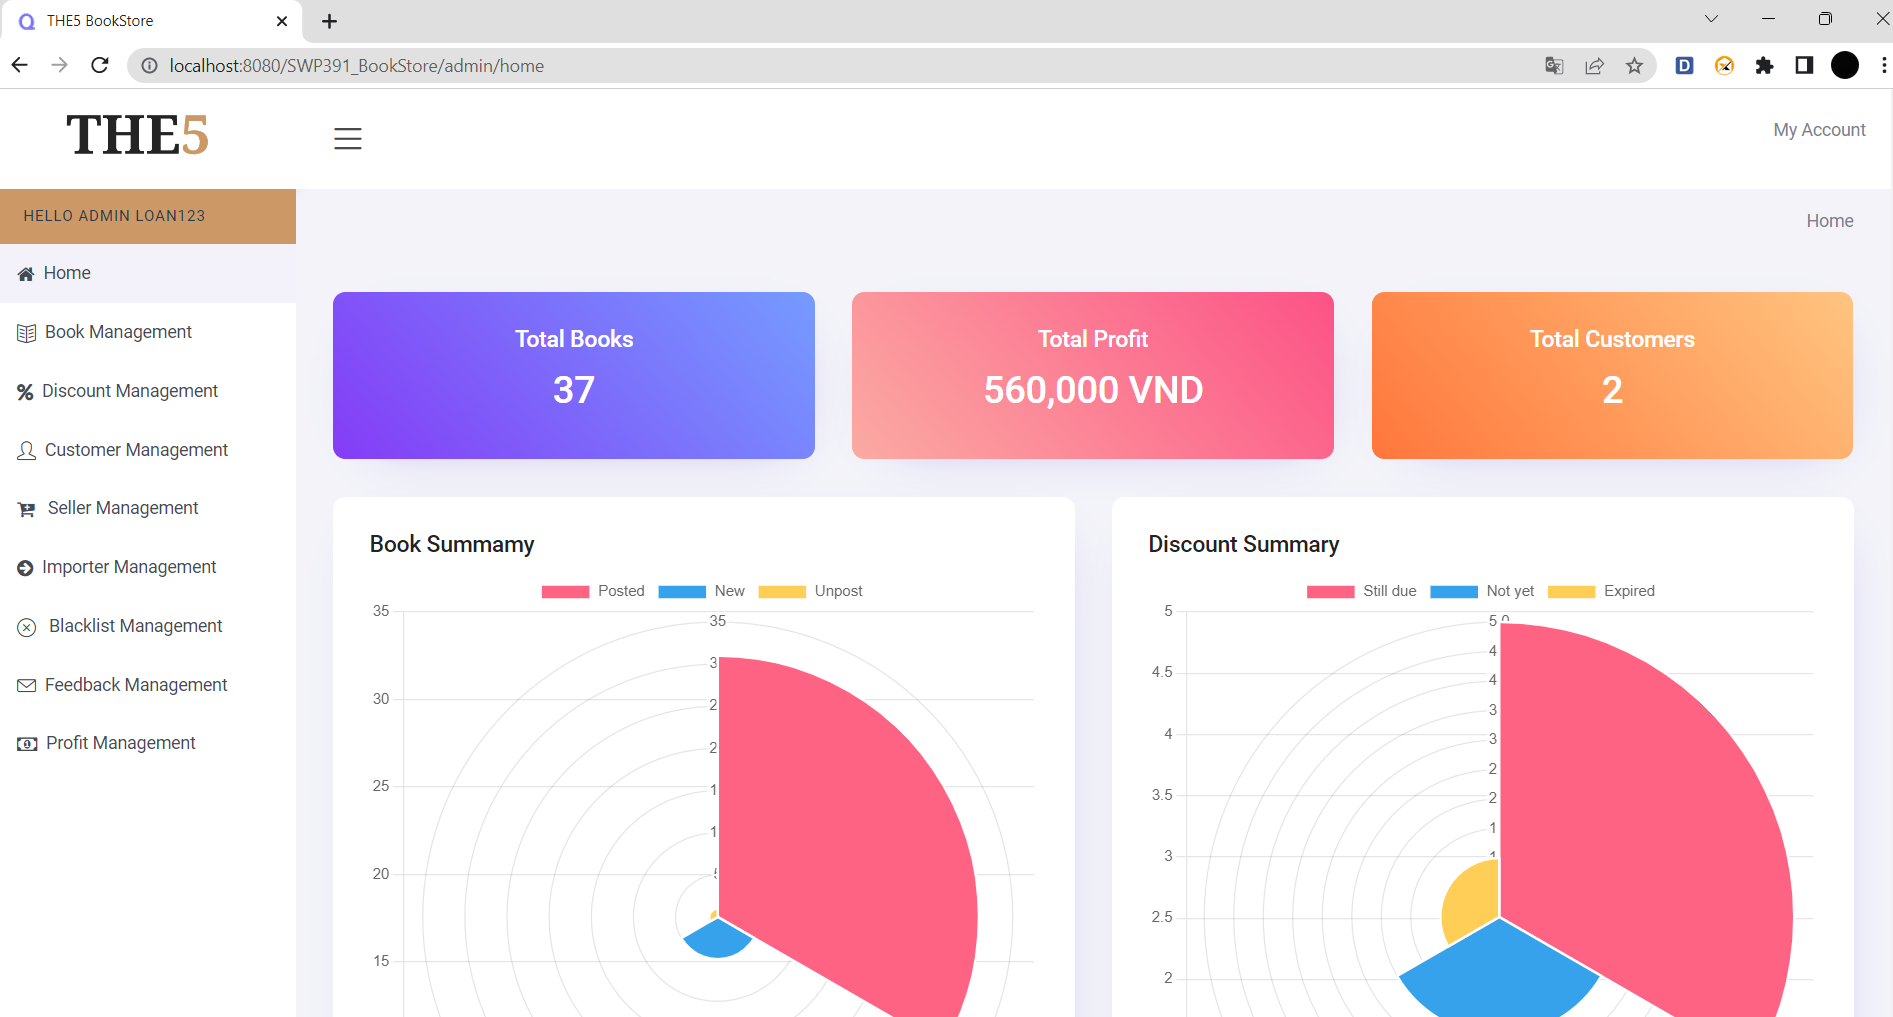 THE5 BookStore
localhost:8080/SWP391_BookStore/admin/home
THE5
My Account
HELLO ADMIN LOAN123
Home
Home
Book Management
Discount Management
Customer Management
Seller Management
Importer Management
Blacklist Management
Feedback Management
Profit Management
Total Books
37
Total Profit
560,000 VND
Total Customers
2
Book Summamy
Posted New Unpost
35
30
25
20
15
35
3
2
2
1
1
Discount Summary
Still due Not yet Expired
5
4.5
4
3.5
3
2.5
2
5.0
4
4
3
3
2
2
1
1